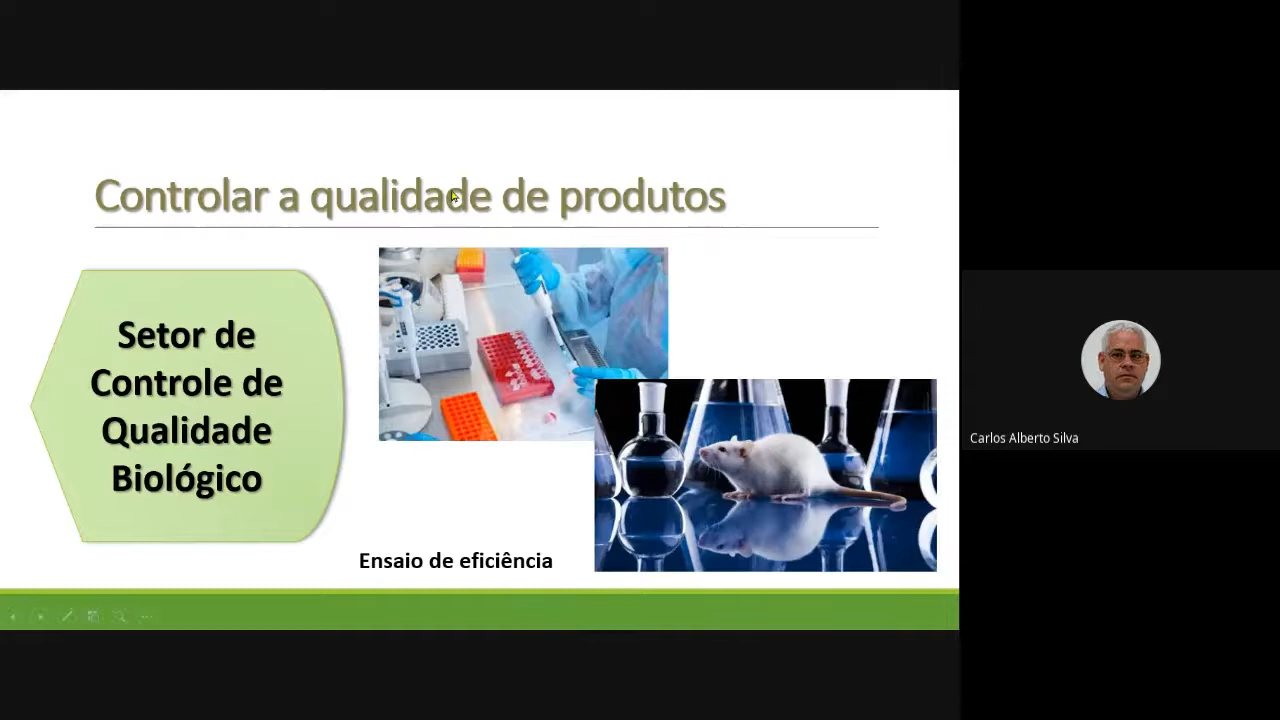 Controlar a qualidade de produtos
Setor de
Controle de
Qualidade
Biológico
Ensaio de eficiência
Carlos Alberto Silva